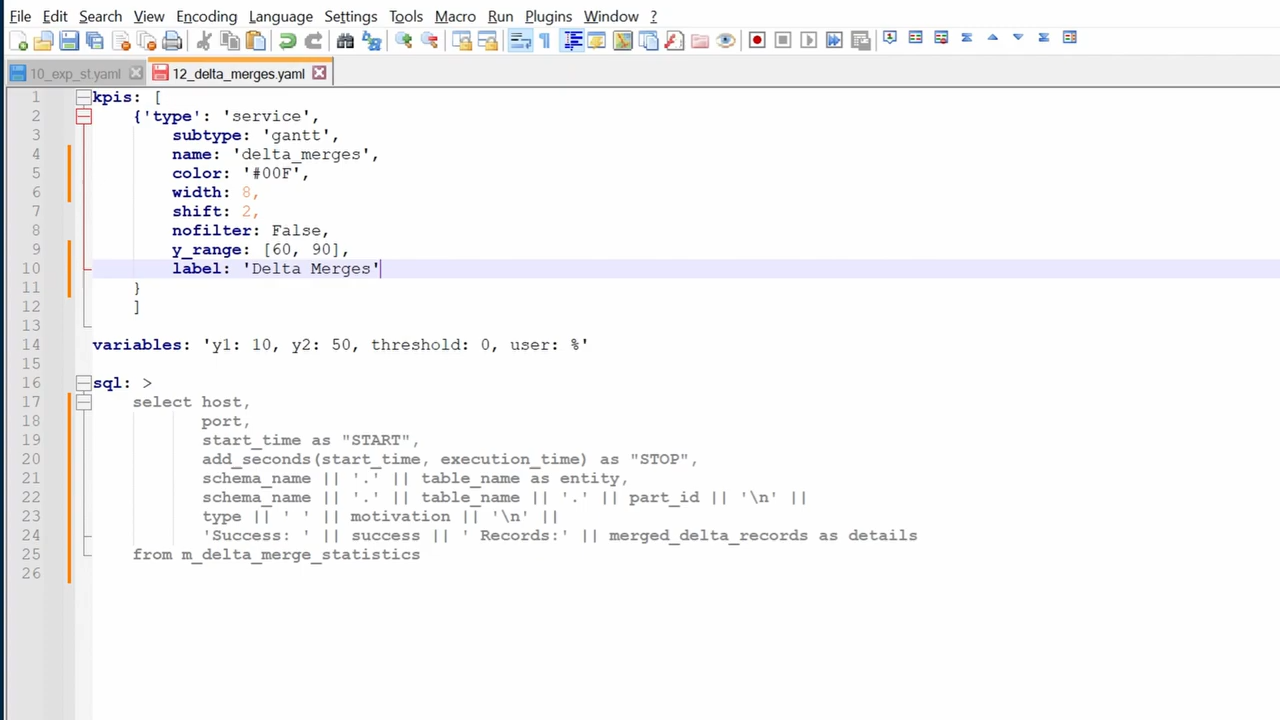 File Edit Search View Encoding Language Settings Tools Macro Run Plugins Window ?
10_exp_st.yaml 12_delta_merges.yaml
1 kpis: [
2 {'type': 'service',
3 subtype: 'gantt',
4 name: 'delta_merges',
5 color: '#00F',
6 width: 8,
7 shift: 2,
8 nofilter: False,
9 y_range: [60, 90],
10 label: 'Delta Merges'
11 }
12 ]
13
14 variables: 'y1: 10, y2: 50, threshold: 0, user: %'
15
16 sql: >
17 select host,
18 port,
19 start_time as "START",
20 add_seconds(start_time, execution_time) as "STOP",
21 schema_name || '.' || table_name as entity,
22 schema_name || '.' || table_name || '.' || part_id || '\n' ||
23 type || ' ' || motivation || '\n' ||
24 'Success: ' || success || ' Records:' || merged_delta_records as details
25 from m_delta_merge_statistics
26